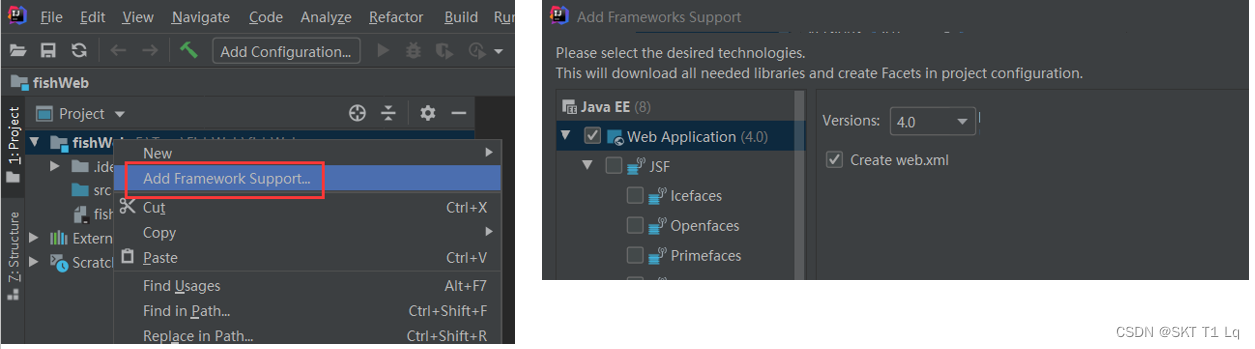 File Edit View Navigate Code Analyze Refactor Build Run
Add Configuration...
fishWeb
1: Project
Project
fishWeb
New
.idea
Add Framework Support...
src
Cut Ctrl+X
fish
Copy
Extern
Paste Ctrl+V
Scratch
Z: Structure
Find Usages Alt+F7
Find in Path... Ctrl+Shift+F
Replace in Path... Ctrl+Shift+R
Add Frameworks Support
Please select the desired technologies.
This will download all needed libraries and create Facets in project configuration.
Java EE (8)
Web Application (4.0)
JSF
Icefaces
Openfaces
Primefaces
Versions: 4.0
Create web.xml
CSDN @SKT T1 Lq